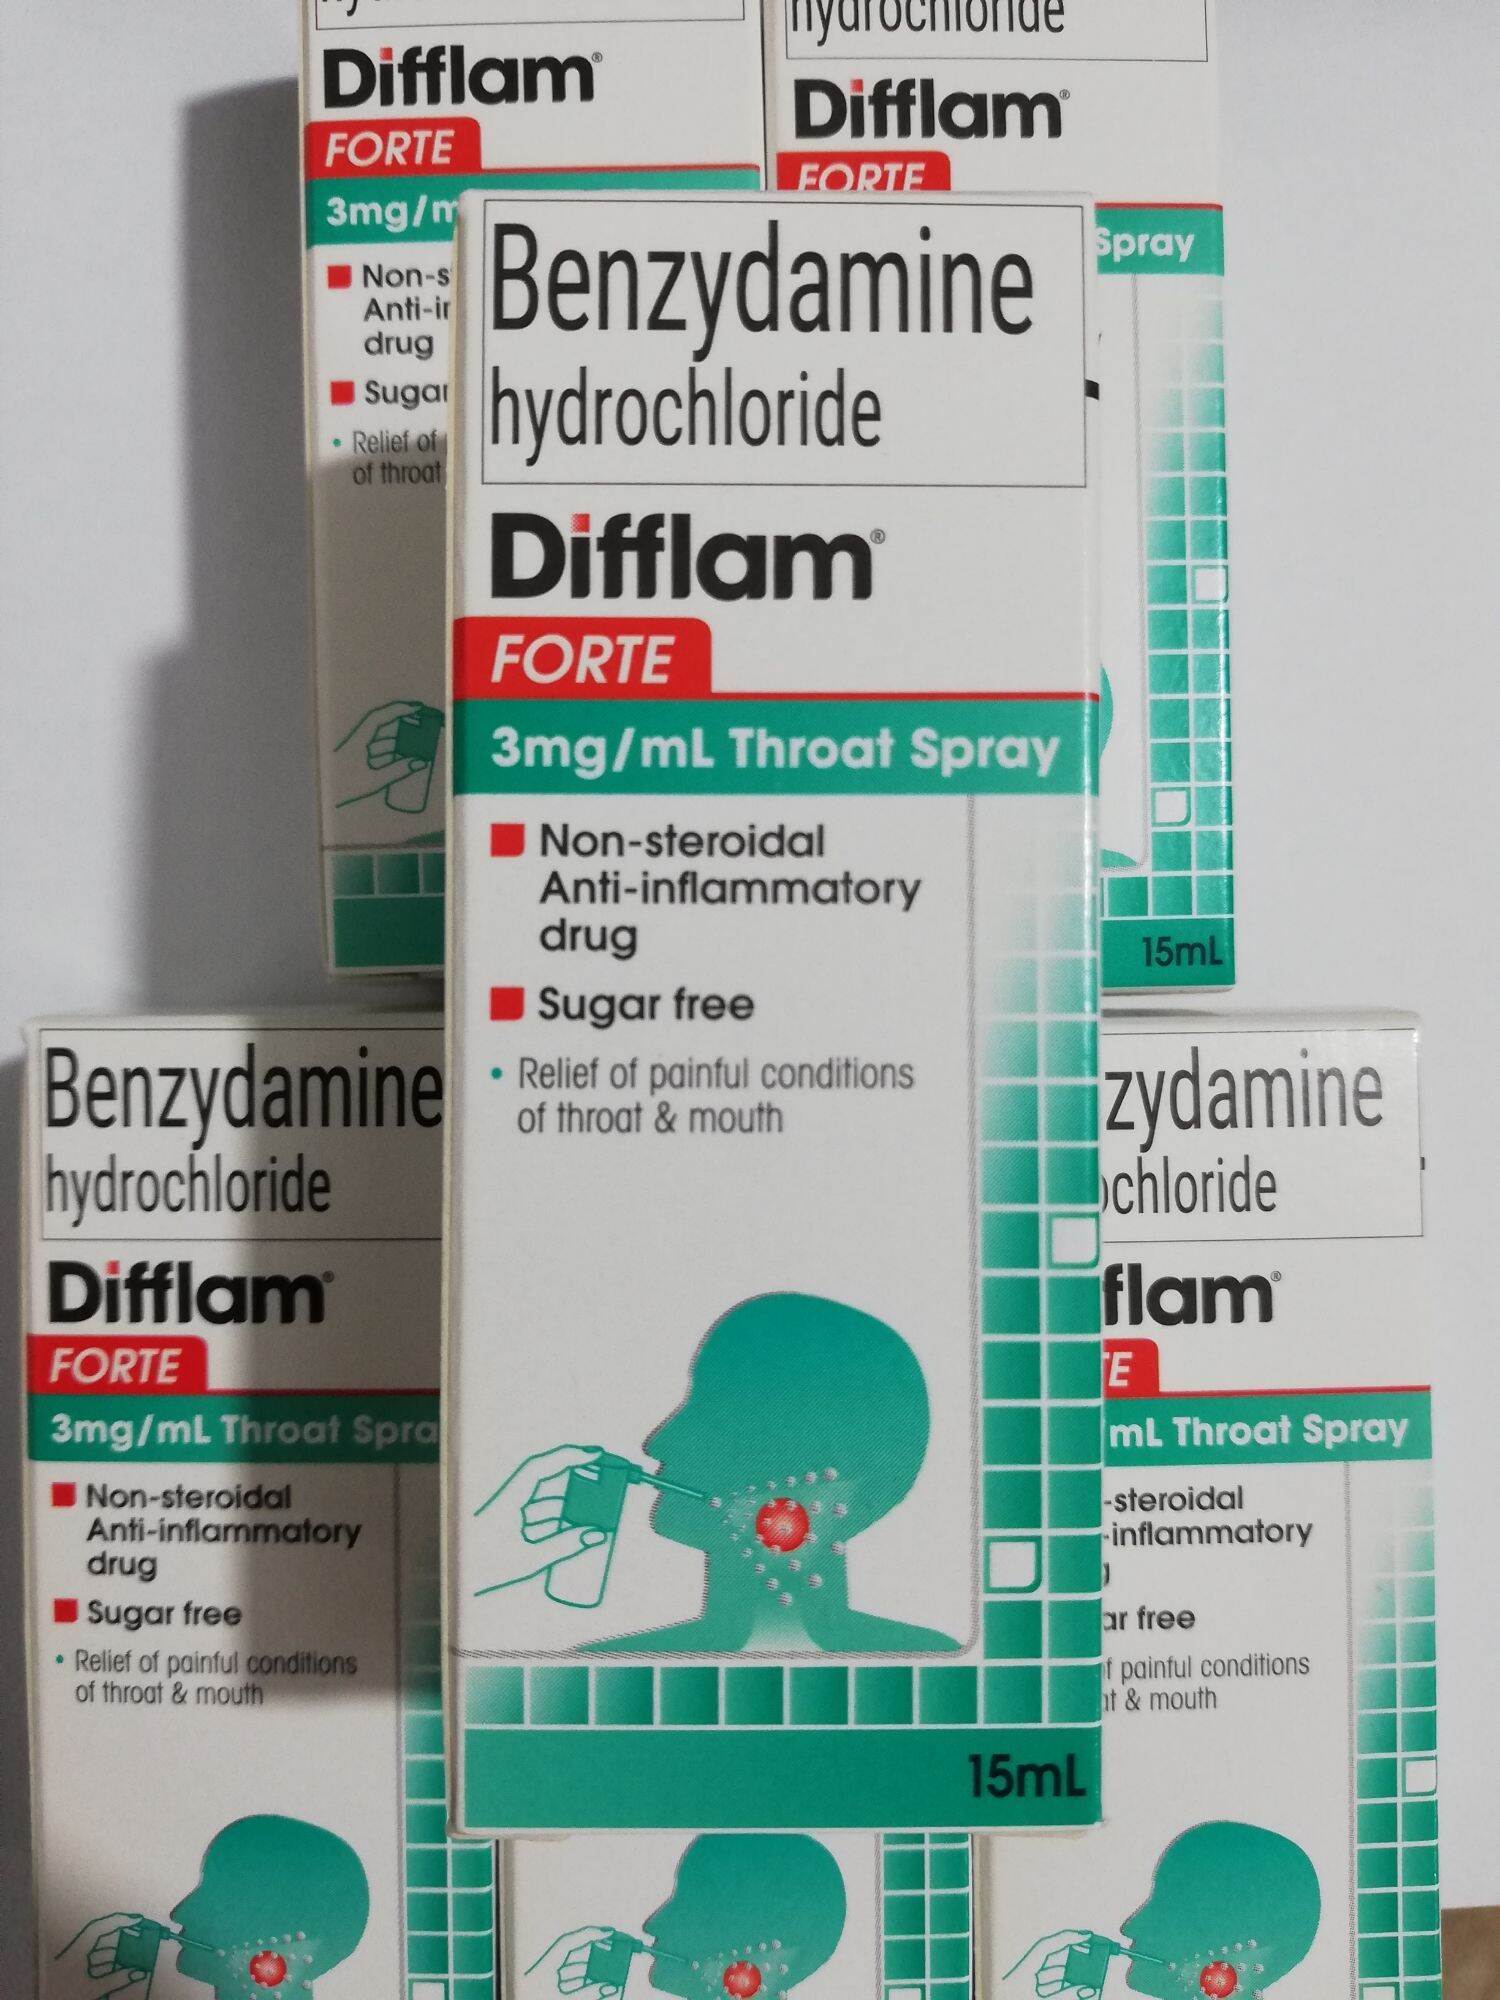 hydrochloride
Difflam®
FORTE
3mg/m
Non-s
Anti-ir
drug
Sugar
Relief of
of throat
Difflam®
FORTE
Spray
15mL
Benzydamine
hydrochloride
Difflam®
FORTE
3mg/mL Throat Spray
Non-steroidal
Anti-inflammatory
drug
Sugar free
• Relief of painful conditions
of throat & mouth
15mL
Benzydamine
hydrochloride
Difflam®
FORTE
3mg/mL Throat Spra
Non-steroidal
Anti-inflammatory
drug
Sugar free
• Relief of painful conditions
of throat & mouth
zydamine
ochloride
flam®
TE
mL Throat Spray
-steroidal
-inflammatory
ar free
f painful conditions
at & mouth